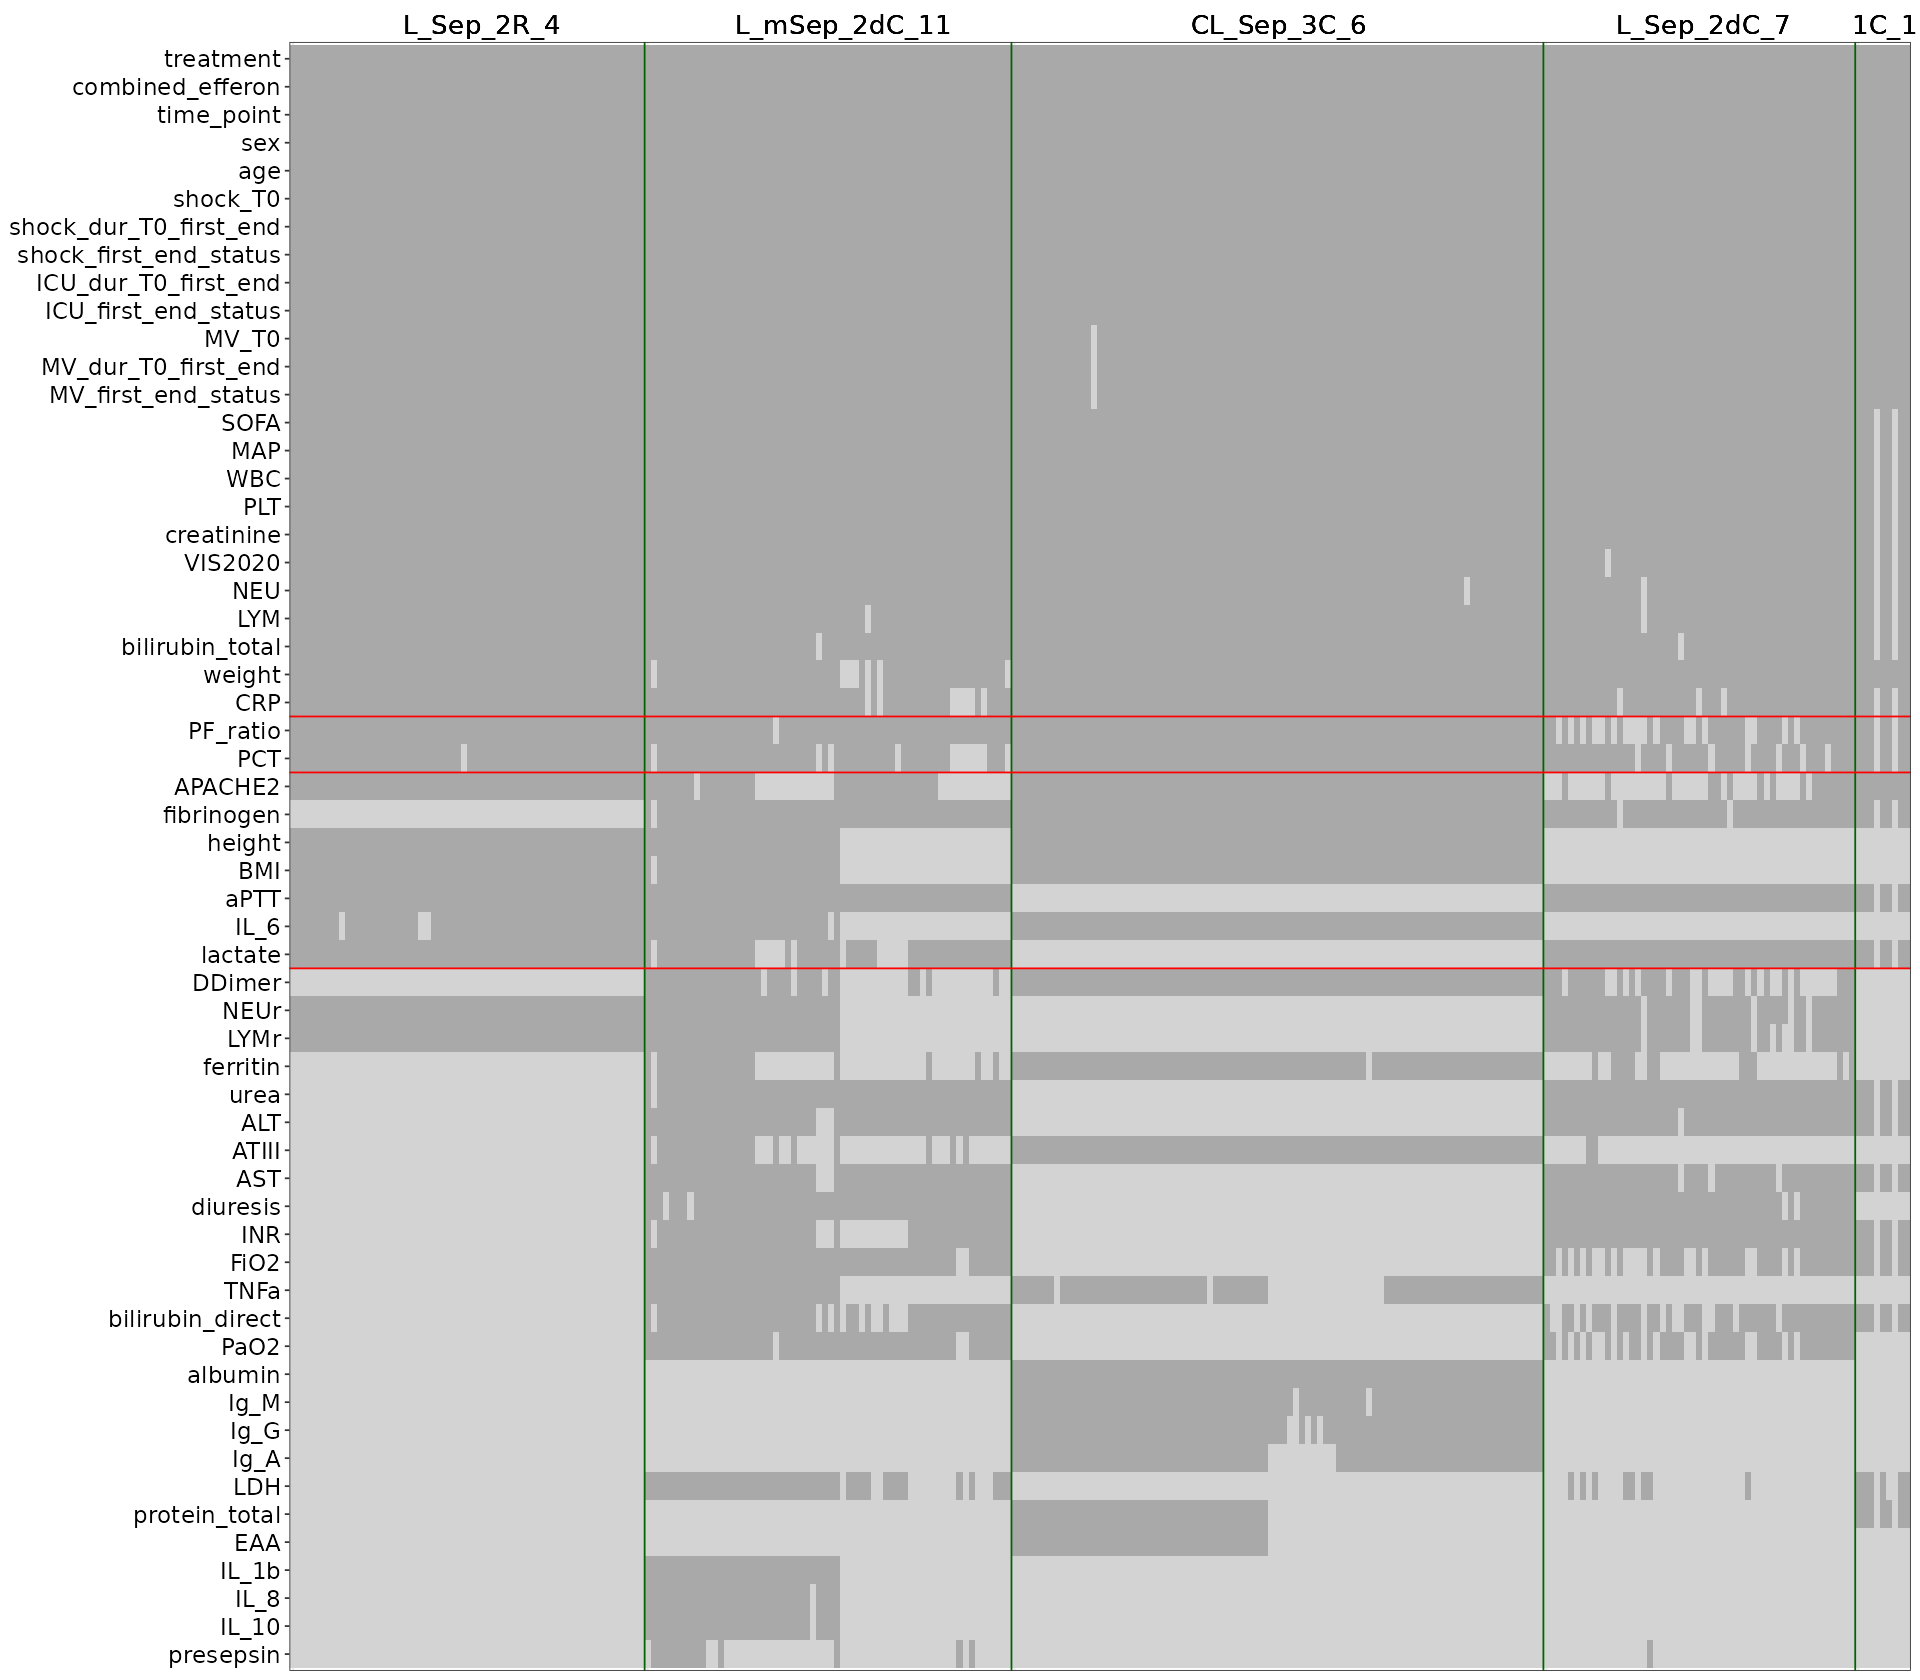 L_Sep_2R_4 L_mSep_2dC_11 CL_Sep_3C_6 L_Sep_2dC_7 1C_1
treatment
combined_efferon
time_point
sex
age
shock_T0
shock_dur_T0_first_end
shock_first_end_status
ICU_dur_T0_first_end
ICU_first_end_status
MV_T0
MV_dur_T0_first_end
MV_first_end_status
SOFA
MAP
WBC
PLT
creatinine
VIS2020
NEU
LYM
bilirubin_total
weight
CRP
PF_ratio
PCT
APACHE2
fibrinogen
height
BMI
aPTT
IL_6
lactate
DDimer
NEUr
LYMr
ferritin
urea
ALT
ATIII
AST
diuresis
INR
FiO2
TNFa
bilirubin_direct
PaO2
albumin
Ig_M
Ig_G
Ig_A
LDH
protein_total
EAA
IL_1b
IL_8
IL_10
presepsin